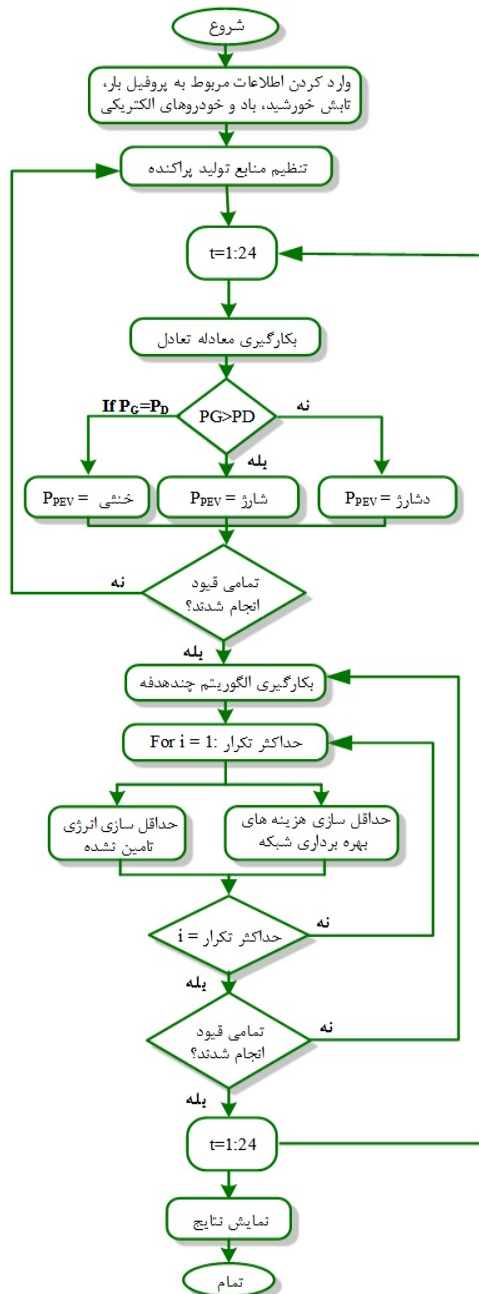 شروع
وارد کردن اطلاعات مربوط به پروفیل بار،
تابش خورشید، باد و خودروهای الکتریکی
تنظیم منابع تولید پراکنده
t=1:24
بکارگیری معادله تعادل
If PG=PD
PG>PD
نه
بله
PPEV = خنثی
PPEV = شارژ
PPEV = دشارژ
تمامی قیود
انجام شدند؟
نه
بله
بکارگیری الگوریتم چندهدفه
For i = 1: حداکثر تکرار
حداقل سازی انرژی
تامین نشده
حداقل سازی هزینه های
بهره برداری شبکه
i = حداکثر تکرار
نه
بله
تمامی قیود
انجام شدند؟
نه
بله
t=1:24
نمایش نتایج
تمام